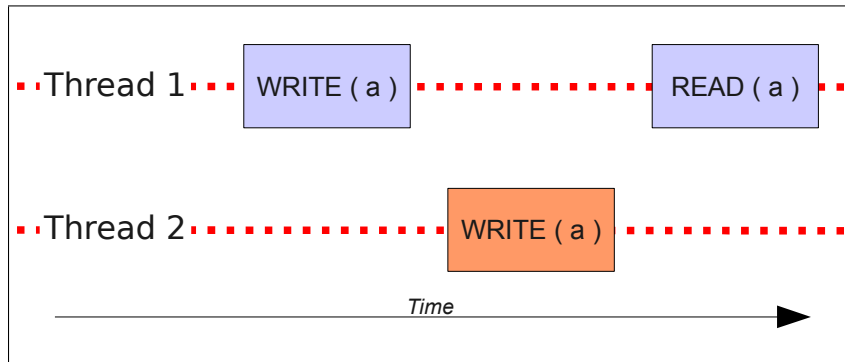 Thread 1 WRITE ( a ) READ ( a )
Thread 2 WRITE ( a )
Time